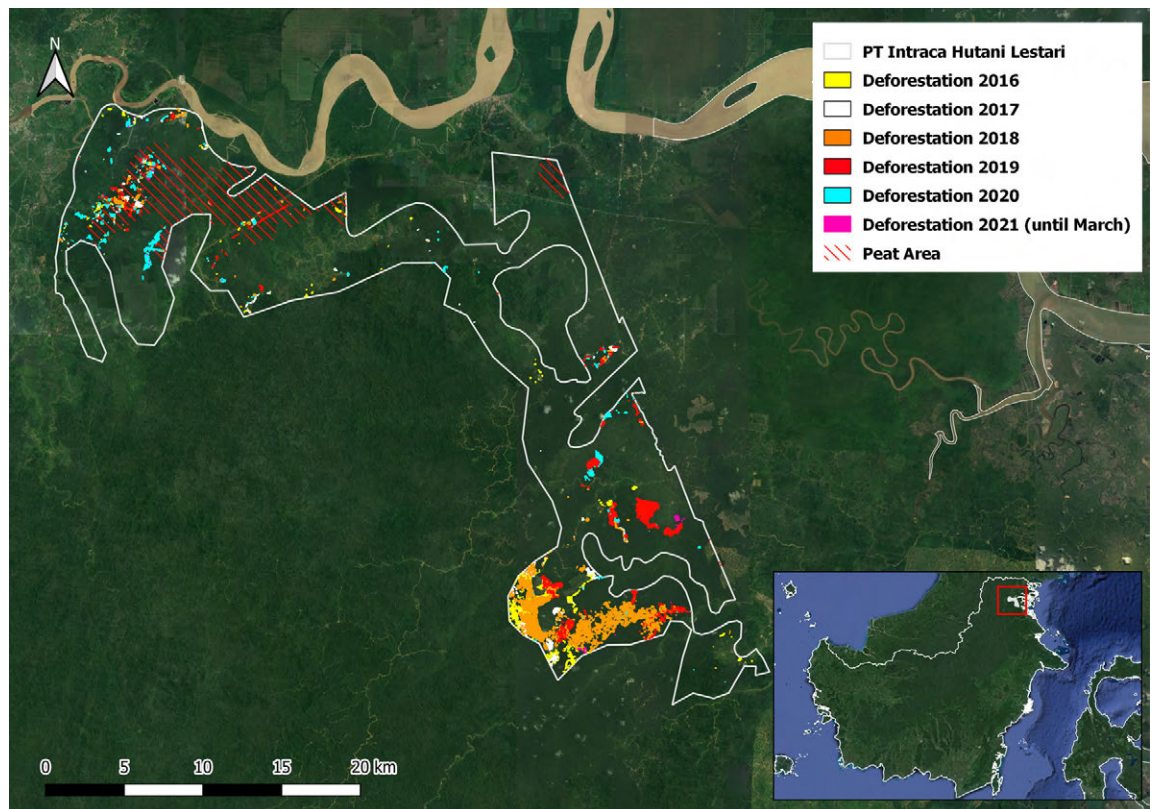 N
PT Intraca Hutani Lestari
Deforestation 2016
Deforestation 2017
Deforestation 2018
Deforestation 2019
Deforestation 2020
Deforestation 2021 (until March)
Peat Area
0 5 10 15 20 km